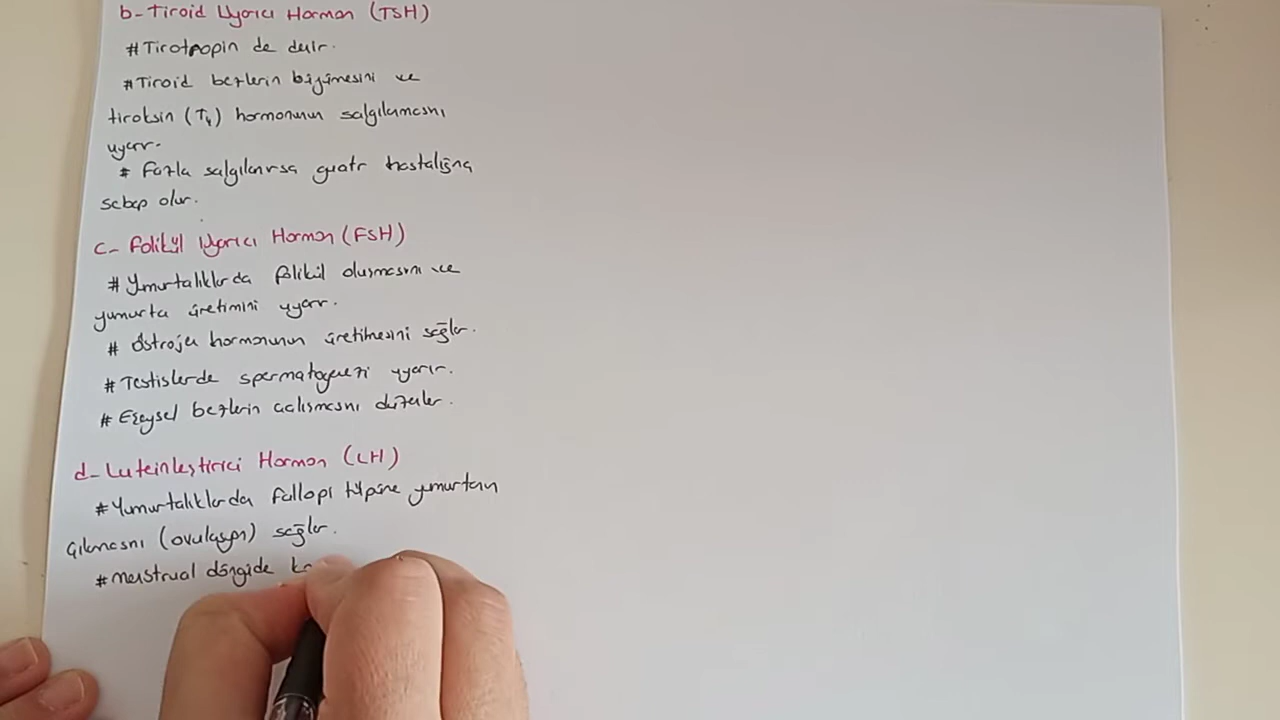 b- Tiroid Uyarıcı Hormon (TSH)
# Tirotropin de denir.
# Tiroid bezlerin büyümesini ve
tiroksin (T4) hormonunun salgılanmasını
uyarır.
# Fazla salgılanırsa guatr hastalığına
sebep olur.
c- Folikül Uyarıcı Hormon (FSH)
# Yumurtalıklarda folikül oluşmasını ve
yumurta üretimini uyarır.
# Östrojen hormonunun üretilmesini sağlar.
# Testislerde spermatogenezi uyarır.
# Eşeysel bezlerin çalışmasını düzenler.
d- Luteinleştirici Hormon (LH)
# Yumurtalıklarda fallopi tüpüne yumurtanın
çıkmasını (ovulasyon) sağlar.
# Menstrual döngüde